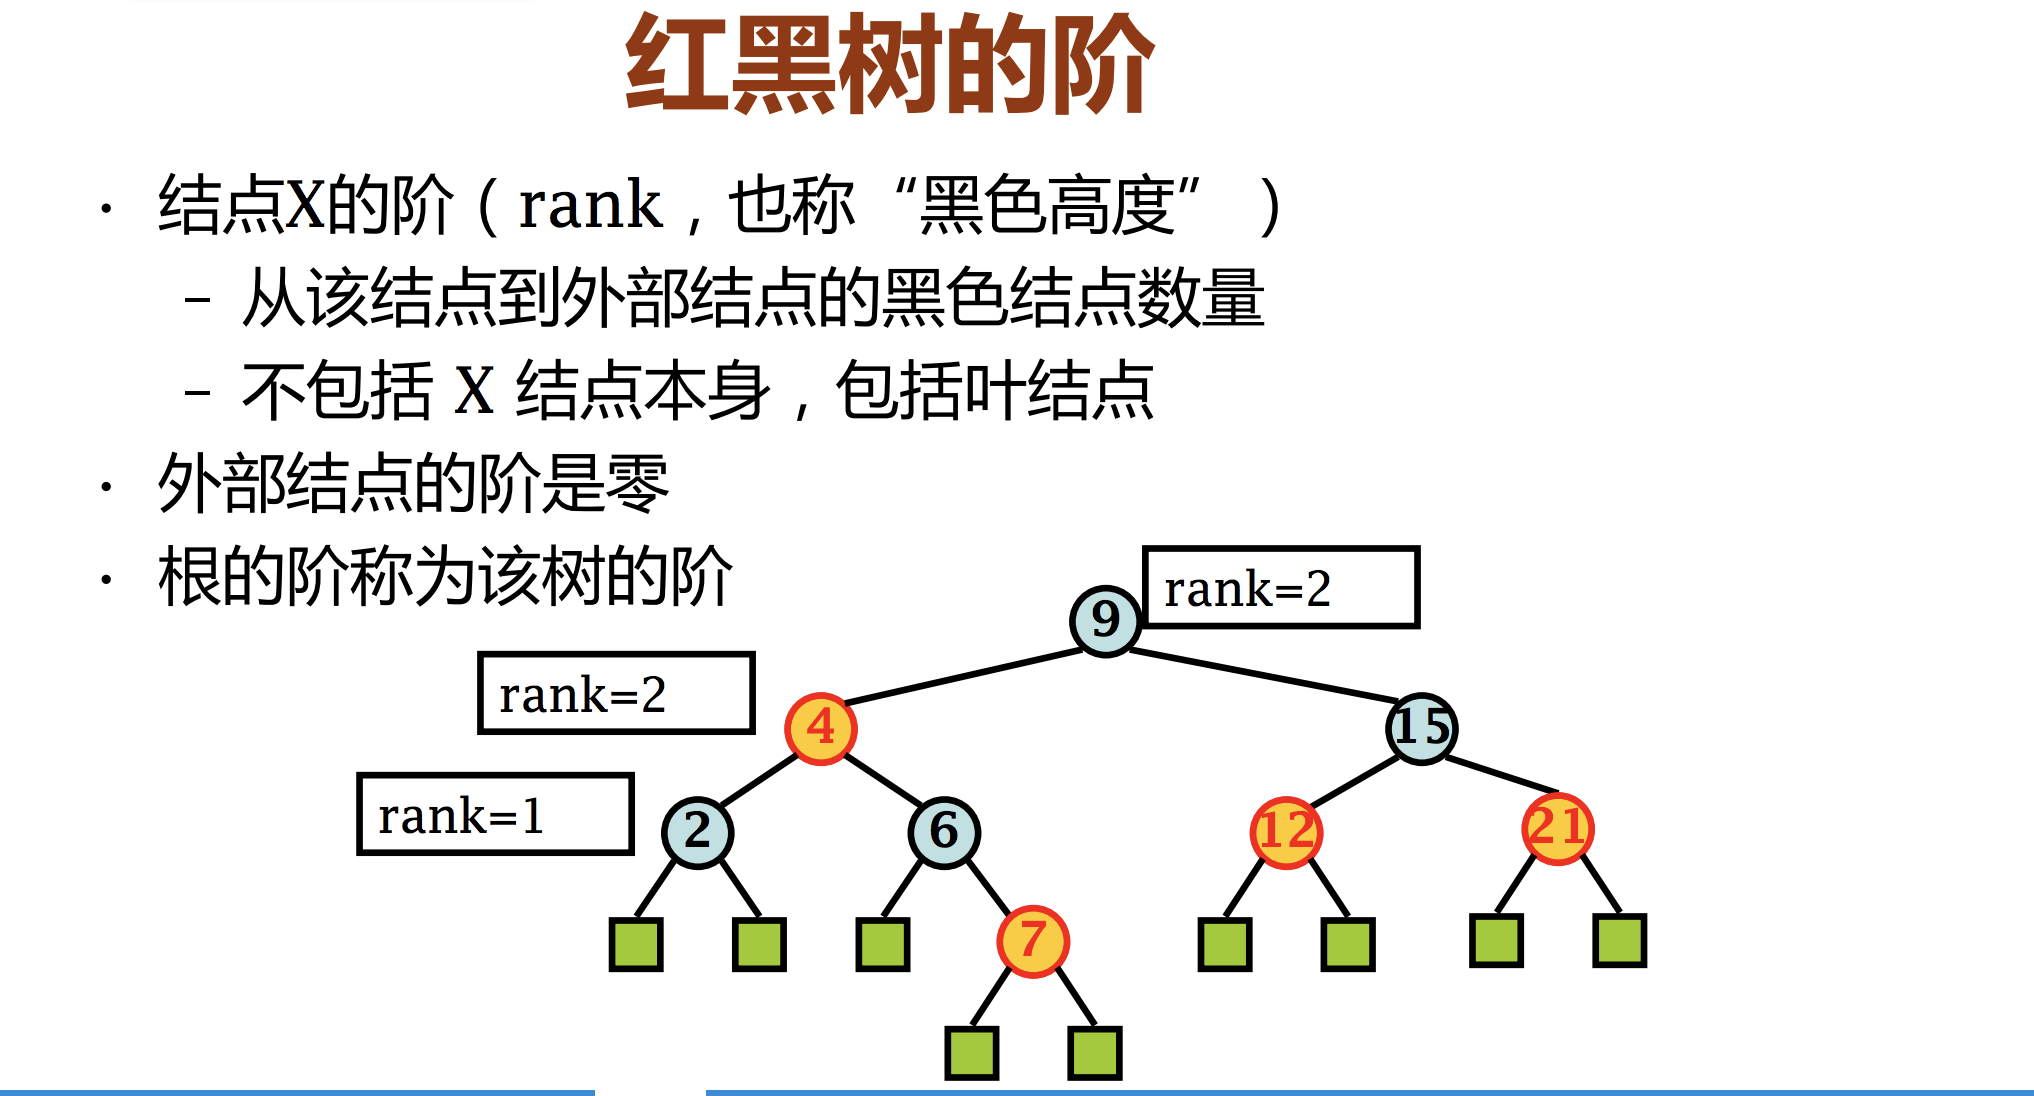 红黑树的阶
· 结点X的阶（rank，也称“黑色高度”）
– 从该结点到外部结点的黑色结点数量
– 不包括 X 结点本身，包括叶结点
· 外部结点的阶是零
· 根的阶称为该树的阶
rank=2
9
rank=2
4
15
rank=1
2
6
12
21
7